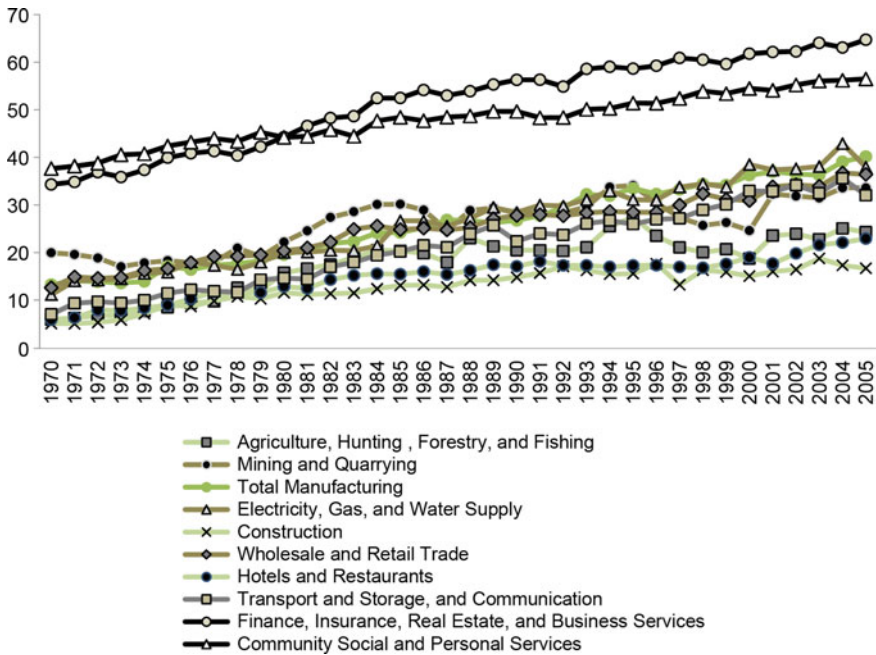 70
60
50
40
30
20
10
0
1970 1971 1972 1973 1974 1975 1976 1977 1978 1979 1980 1981 1982 1983 1984 1985 1986 1987 1988 1989 1990 1991 1992 1993 1994 1995 1996 1997 1998 1999 2000 2001 2002 2003 2004 2005
Agriculture, Hunting , Forestry, and Fishing
Mining and Quarrying
Total Manufacturing
Electricity, Gas, and Water Supply
Construction
Wholesale and Retail Trade
Hotels and Restaurants
Transport and Storage, and Communication
Finance, Insurance, Real Estate, and Business Services
Community Social and Personal Services